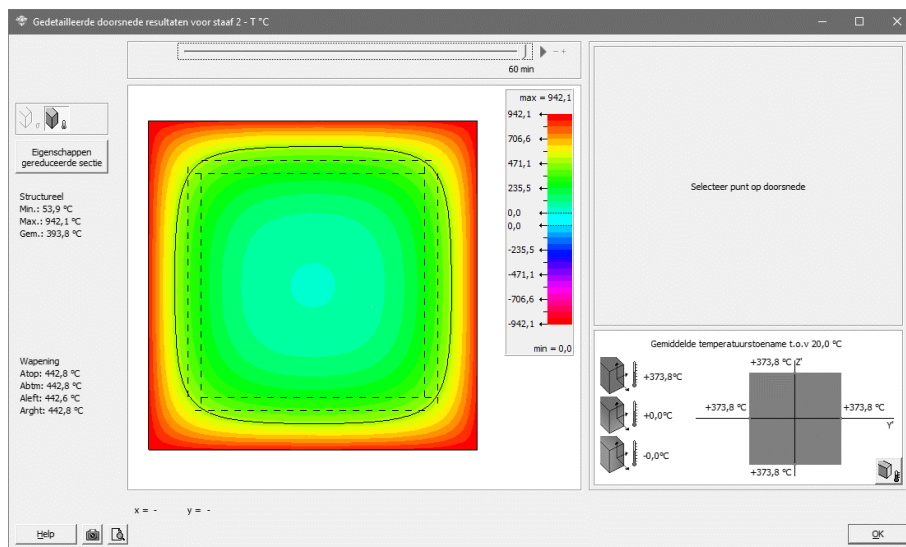 Gedetailleerde doorsnede resultaten voor staaf 2 - T °C
60 min
Eigenschappen
gereduceerde sectie
Structureel
Min.: 53,9 °C
Max.: 942,1 °C
Gem.: 393,8 °C
Wapening
Atop: 442,8 °C
Abtm: 442,8 °C
Aleft: 442,6 °C
Arght: 442,8 °C
max = 942,1
942,1
706,6
471,1
235,5
0,0
0,0
-235,5
-471,1
-706,6
-942,1
min = 0,0
Selecteer punt op doorsnede
Gemiddelde temperatuurstoename t.o.v 20,0 °C
+373,8°C
+0,0°C
-0,0°C
+373,8 °C Z'
+373,8 °C
+373,8 °C
Y'
+373,8 °C
x = - y = -
Help
OK